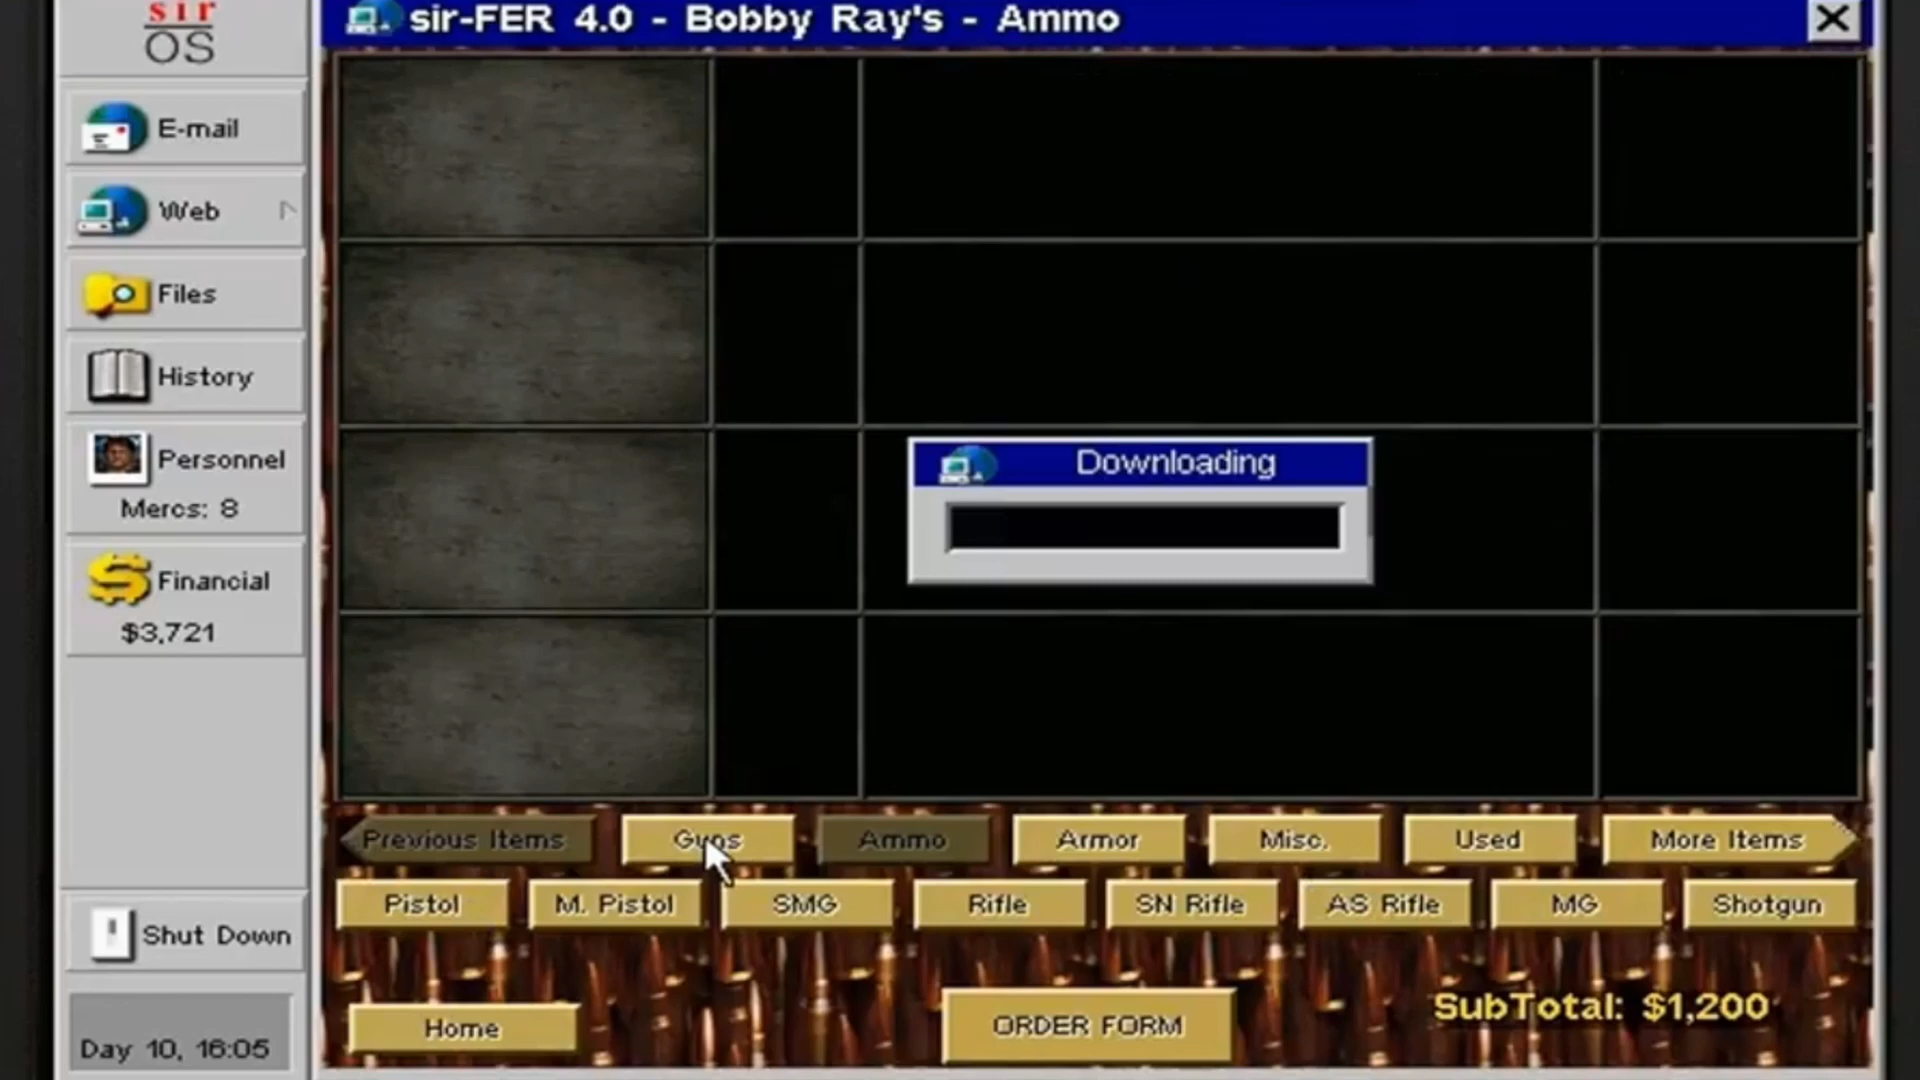 sir
OS
sir-FER 4.0 - Bobby Ray's - Ammo
E-mail
Web
Files
History
Personnel
Mercs: 8
Financial
$3,721
Shut Down
Day 10, 16:05
Downloading
Previous Items
Guns
Ammo
Armor
Misc.
Used
More Items
Pistol
M. Pistol
SMG
Rifle
SN Rifle
AS Rifle
MG
Shotgun
Home
ORDER FORM
SubTotal: $1,200